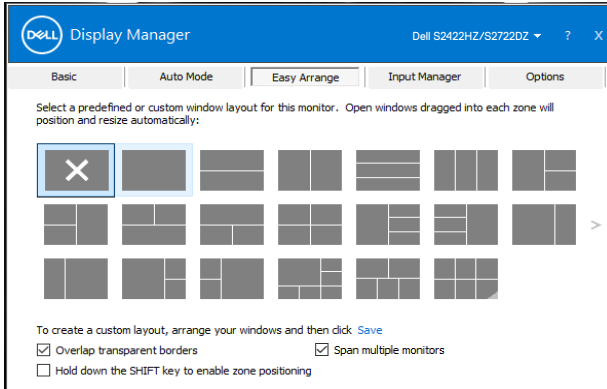 DELL Display Manager
Dell S2422HZ/S2722DZ ? X
Basic Auto Mode Easy Arrange Input Manager Options
Select a predefined or custom window layout for this monitor. Open windows dragged into each zone will
position and resize automatically:
To create a custom layout, arrange your windows and then click Save
Overlap transparent borders Span multiple monitors
Hold down the SHIFT key to enable zone positioning